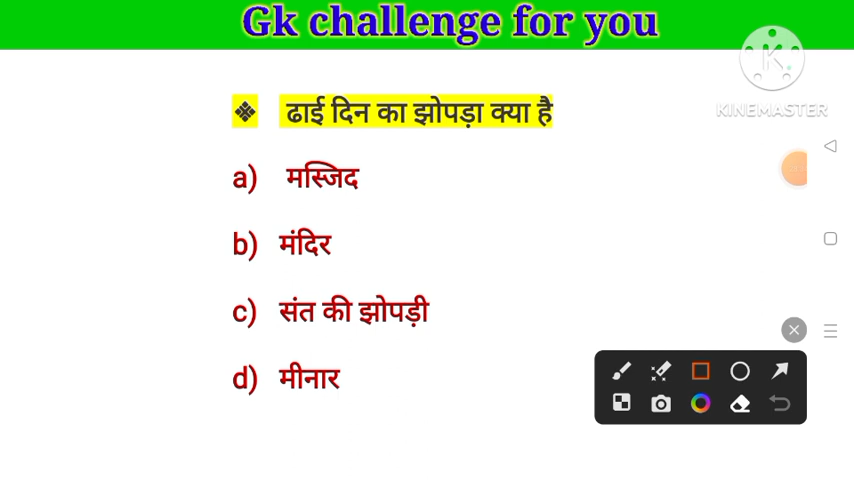 Gk challenge for you
KINEMASTER
❖ ढाई दिन का झोपड़ा क्या है
a) मस्जिद
b) मंदिर
c) संत की झोपड़ी
d) मीनार